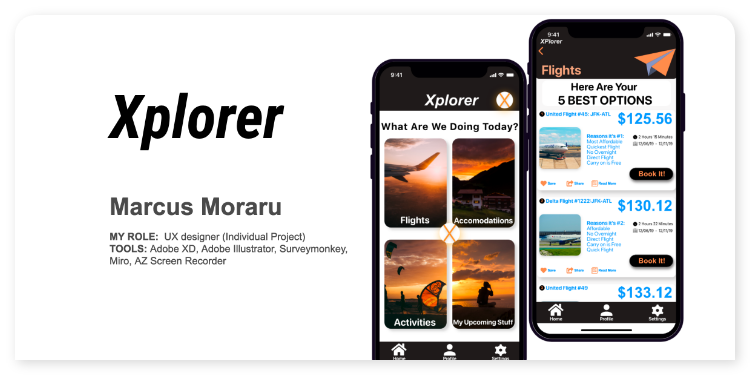 Xplorer
Marcus Moraru
MY ROLE: UX designer (Individual Project)
TOOLS: Adobe XD, Adobe Illustrator, Surveymonkey,
Miro, AZ Screen Recorder
9:41
Xplorer
X
What Are We Doing Today?
Flights
Accomodatiions
X
Activities
My Upcoming Stuff
Home
Profile
Settings
9:41
XPlorer
Flights
Here Are Your
5 BEST OPTIONS
United Flight #45: JFK-ATL
$125.56
Reasons it's #1:
Most Affordable
Quickest Flight
No Overnight
Direct Flight
Carry on is Free
2 Hours 15 Minutes
12/09/19 - 12/11/19
Book It!
Save
Share
Read More
Delta Flight #1222 JFK-ATL
$130.12
Reasons it's #2:
Affordable
No Overnight
Direct Flight
Carry on is Free
Quick Flight
2 Hours 22 Minutes
12/09/19 - 12/11/19
Book It!
Save
Share
Read More
United Flight #49
$133.12
Home
Profile
Settings